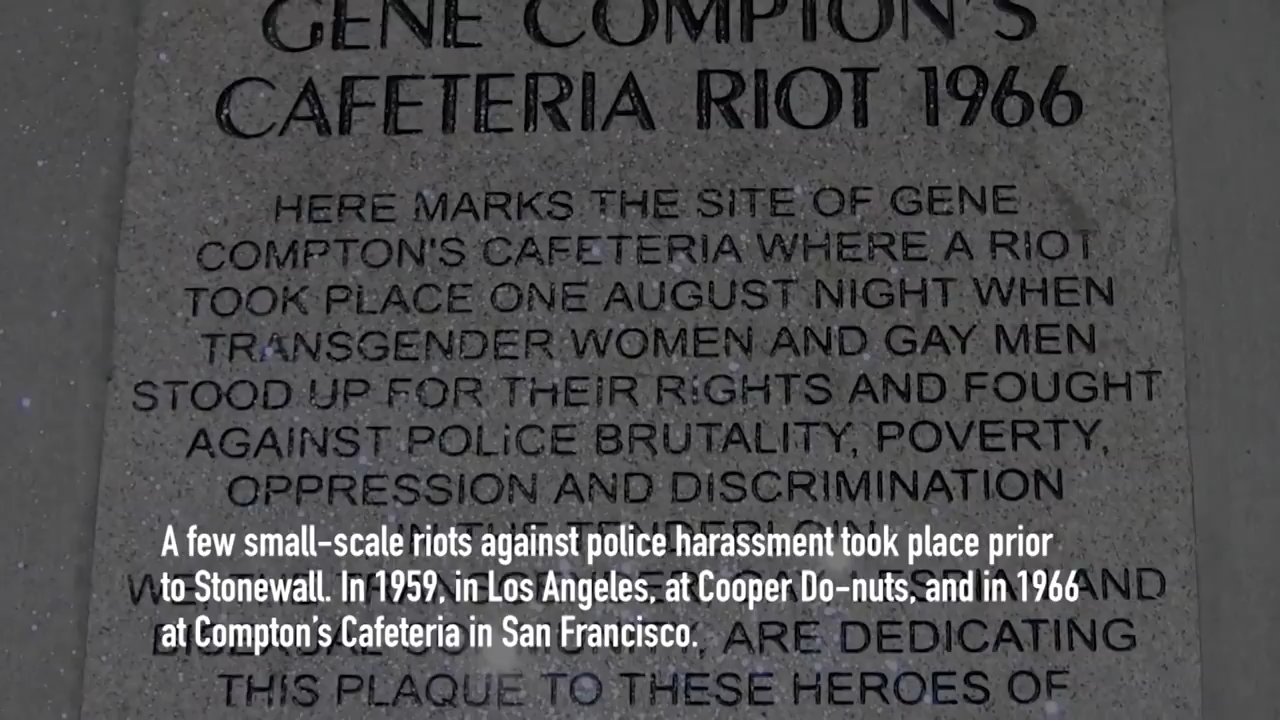 GENE COMPTON'S
CAFETERIA RIOT 1966
HERE MARKS THE SITE OF GENE
COMPTON'S CAFETERIA WHERE A RIOT
TOOK PLACE ONE AUGUST NIGHT WHEN
TRANSGENDER WOMEN AND GAY MEN
STOOD UP FOR THEIR RIGHTS AND FOUGHT
AGAINST POLICE BRUTALITY, POVERTY,
OPPRESSION AND DISCRIMINATION
IN THE TENDERLOIN
AND
, ARE DEDICATING
THIS PLAQUE TO THESE HEROES OF
A few small-scale riots against police harassment took place prior
to Stonewall. In 1959, in Los Angeles, at Cooper Do-nuts, and in 1966
at Compton's Cafeteria in San Francisco.